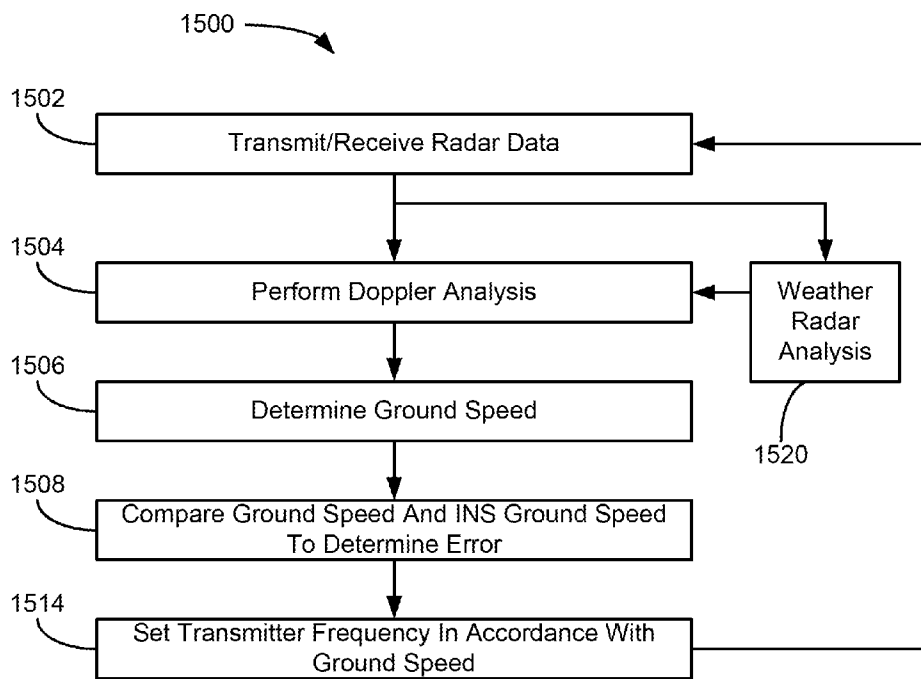 1500
1502
Transmit/Receive Radar Data
1504
Perform Doppler Analysis
Weather
Radar
Analysis
1506
Determine Ground Speed
1520
1508
Compare Ground Speed And INS Ground Speed
To Determine Error
1514
Set Transmitter Frequency In Accordance With
Ground Speed